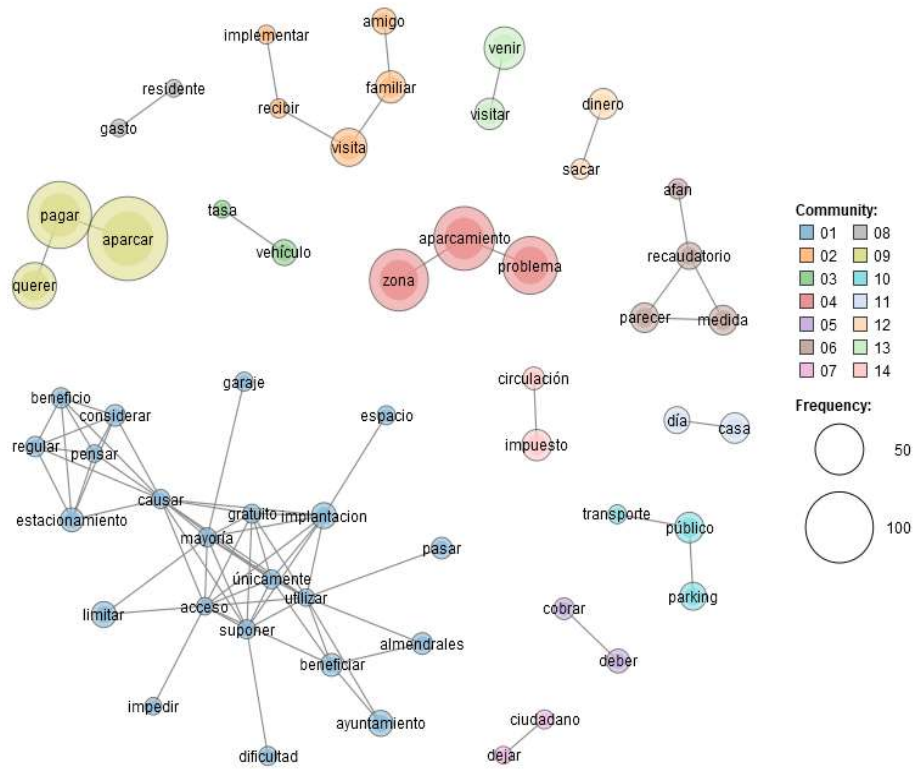 amigo
implementar
venir
residente
familiar
dinero
recibir
gasto
visitar
visita
sacar
afan
pagar
tasa
aparcar
aparcamiento
vehículo
recaudatorio
problema
querer
zona
parecer
medida
Community:
01 08
02 09
03 10
04 11
05 12
06 13
07 14
Frequency:
50
100
garaje
circulación
beneficio
considerar
espacio
día
casa
regular
pensar
impuesto
causar
estacionamiento
gratuito
implantacion
transporte
público
mayoría
pasar
únicamente
utilizar
parking
acceso
cobrar
limitar
suponer
almendrales
beneficiar
deber
impedir
ayuntamiento
ciudadano
dificultad
dejar